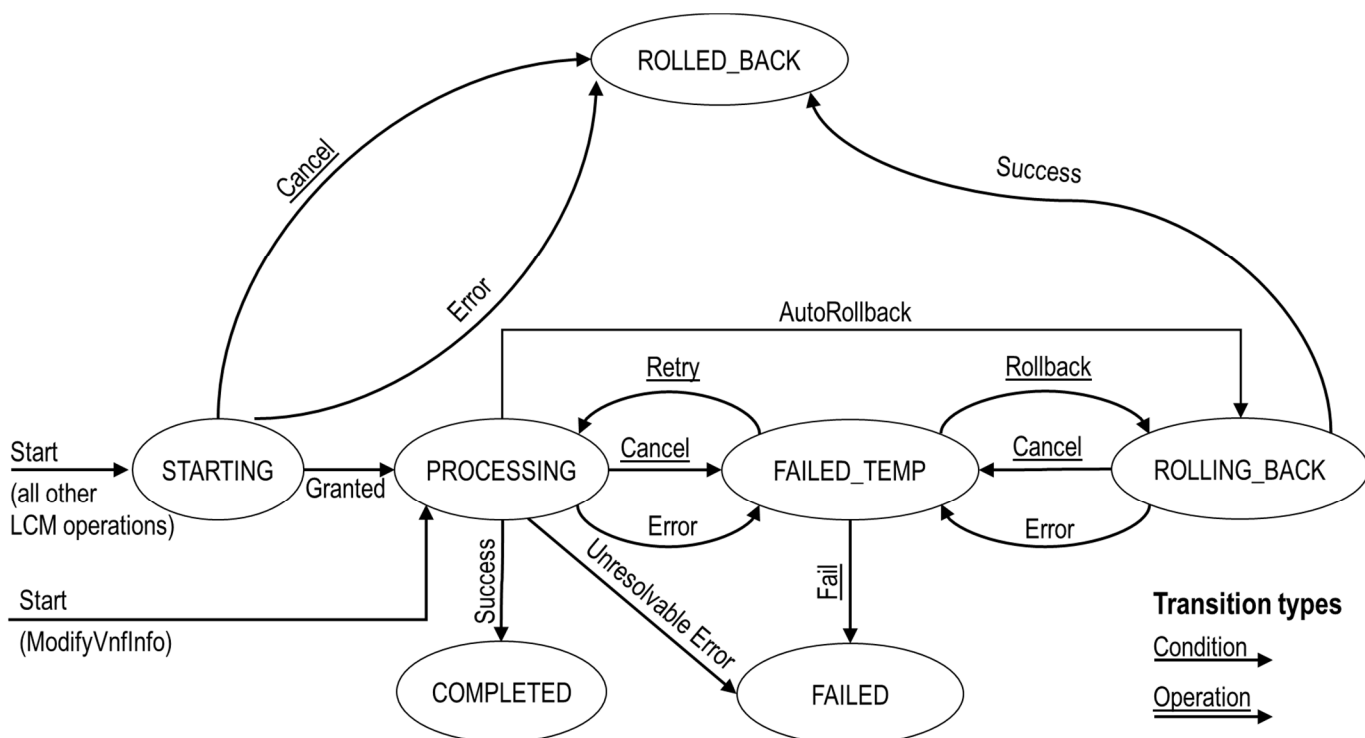 ROLLED_BACK
Cancel
Error
Success
AutoRollback
Retry
Rollback
Start
(all other
LCM operations)
STARTING
Granted
PROCESSING
Cancel
Error
FAILED_TEMP
Cancel
Error
ROLLING_BACK
Start
(ModifyVnfInfo)
Success
Unresolvable Error
Fail
COMPLETED
FAILED
Transition types
Condition
Operation